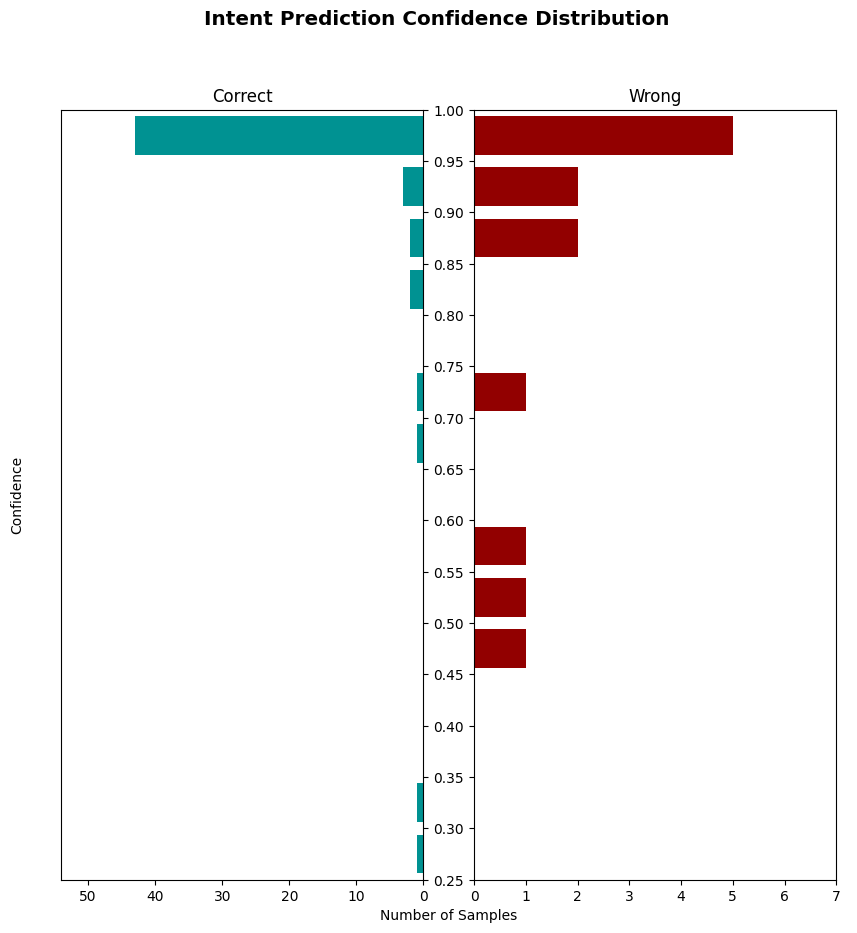 Intent Prediction Confidence Distribution
Correct
Wrong
Confidence
1.00
0.95
0.90
0.85
0.80
0.75
0.70
0.65
0.60
0.55
0.50
0.45
0.40
0.35
0.30
0.25
50 40 30 20 10 0
0 1 2 3 4 5 6 7
Number of Samples